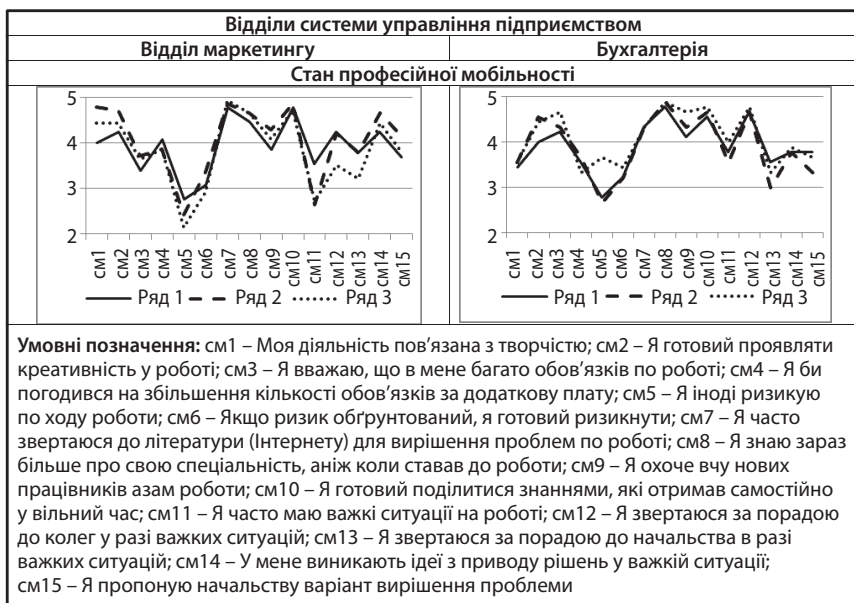 Відділи системи управління підприємством
Відділ маркетингу
Бухгалтерія
Стан професійної мобільності
5
4
3
2
см1
см2
см3
см4
см5
см6
см7
см8
см9
см10
см11
см12
см13
см14
см15
Ряд 1
Ряд 2
Ряд 3
5
4
3
2
см1
см2
см3
см4
см5
см6
см7
см8
см9
см10
см11
см12
см13
см14
см15
Ряд 1
Ряд 2
Ряд 3
Умовні позначення: см1 – Моя діяльність пов’язана з творчістю; см2 – Я готовий проявляти
креативність у роботі; см3 – Я вважаю, що в мене багато обов’язків по роботі; см4 – Я би
погодився на збільшення кількості обов’язків за додаткову плату; см5 – Я іноді ризикую
по ходу роботи; см6 – Якщо ризик обґрунтований, я готовий ризикнути; см7 – Я часто
звертаюся до літератури (Інтернету) для вирішення проблем по роботі; см8 – Я знаю зараз
більше про свою спеціальність, аніж коли ставав до роботи; см9 – Я охоче вчу нових
працівників азам роботи; см10 – Я готовий поділитися знаннями, які отримав самостійно
у вільний час; см11 – Я часто маю важкі ситуації на роботі; см12 – Я звертаюся за порадою
до колег у разі важких ситуацій; см13 – Я звертаюся за порадою до начальства в разі
важких ситуацій; см14 – У мене виникають ідеї з приводу рішень у важкій ситуації;
см15 – Я пропоную начальству варіант вирішення проблеми